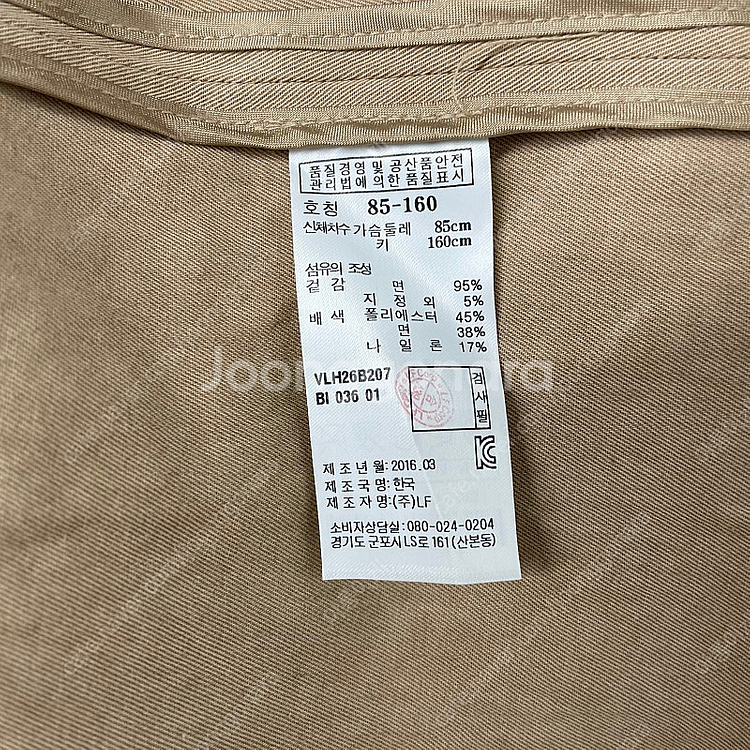 품질경영 및 공산품안전
관리법에 의한 품질표시
호칭 85-160
신체치수 가슴둘레 85cm
키 160cm
섬유의 조성
겉감 면 95%
지정외 5%
배색 폴리에스터 45%
면 38%
나일론 17%
VLH26B207
BI 036 01
검사필
제조년월:2016.03
제조국명:한국
제조자명:(주)LF
소비자상담실:080-024-0204
경기도 군포시 LS로 161 (산본동)